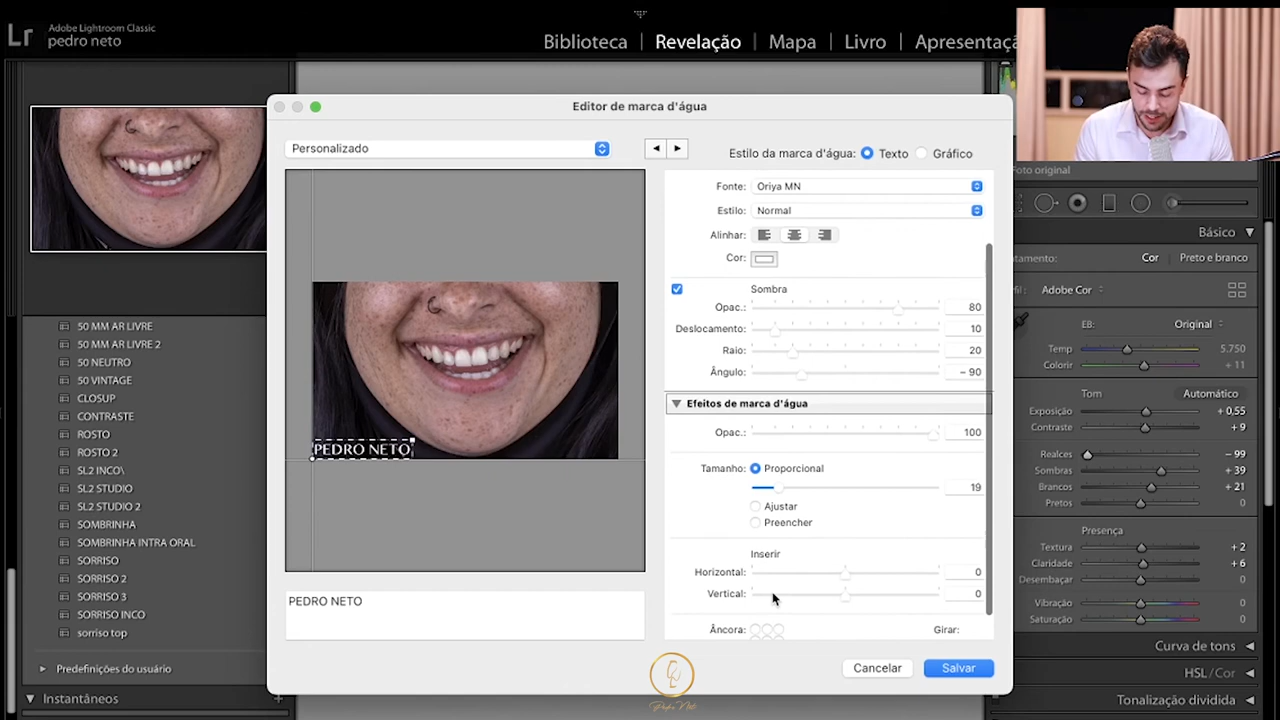 Lr
Adobe Lightroom Classic
pedro neto
Biblioteca
Revelação
Mapa
Livro
Apresentaçã
Editor de marca d'água
Personalizado
Estilo da marca d'água:
Texto
Gráfico
Fonte: Oriya MN
Estilo: Normal
Alinhar:
Cor:
Sombra
Opac.: 80
Deslocamento: 10
Raio: 20
Ângulo: – 90
Efeitos de marca d'água
Opac.: 100
Tamanho: Proporcional
19
Ajustar
Preencher
Inserir
Horizontal: 0
Vertical: 0
Âncora:
Girar:
PEDRO NETO
PEDRO NETO
Cancelar
Salvar
Pedro Neto
50 MM AR LIVRE
50 MM AR LIVRE 2
50 NEUTRO
50 VINTAGE
CLOSUP
CONTRASTE
ROSTO
ROSTO 2
SL2 INCO\
SL2 STUDIO
SL2 STUDIO 2
SOMBRINHA
SOMBRINHA INTRA ORAL
SORRISO
SORRISO 2
SORRISO 3
SORRISO INCO
sorriso top
Predefinições do usuário
Instantâneos +
Foto original
Básico
tamento: Cor Preto e branco
fil: Adobe Cor
EB: Original
Temp 5.750
Colorir + 11
Tom Automático
Exposição + 0,55
Contraste + 9
Realces – 99
Sombras + 39
Brancos + 21
Pretos 0
Presença
Textura + 2
Claridade + 6
Desembaçar 0
Vibração 0
Saturação 0
Curva de tons
HSL / Cor
Tonalização dividida